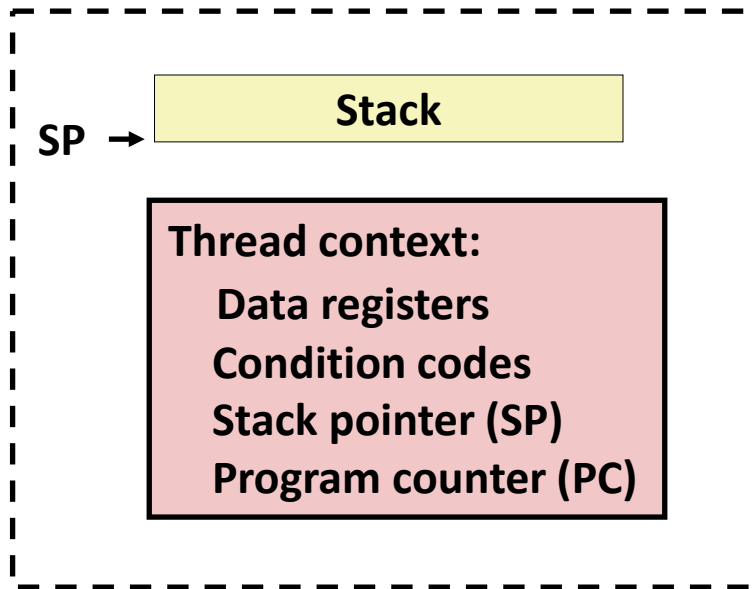 Stack
SP
Thread context:
Data registers
Condition codes
Stack pointer (SP)
Program counter (PC)